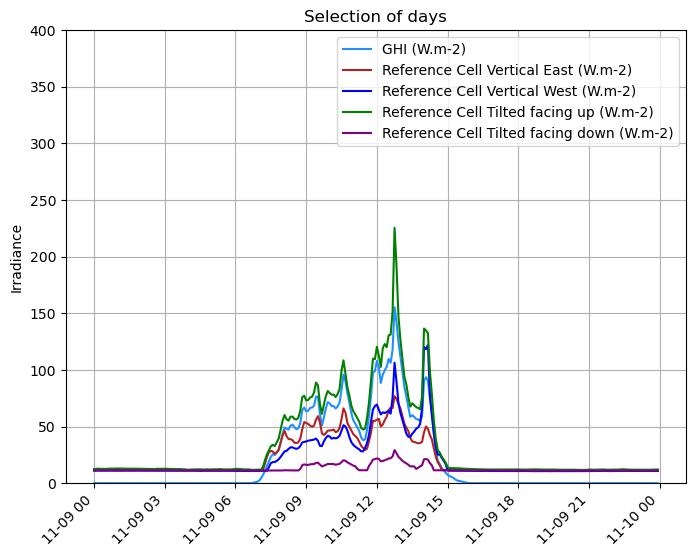 Selection of days
400
350
300
250
200
150
100
50
0
Irradiance
GHI (W.m-2)
Reference Cell Vertical East (W.m-2)
Reference Cell Vertical West (W.m-2)
Reference Cell Tilted facing up (W.m-2)
Reference Cell Tilted facing down (W.m-2)
11-09 00
11-09 03
11-09 06
11-09 09
11-09 12
11-09 15
11-09 18
11-09 21
11-10 00